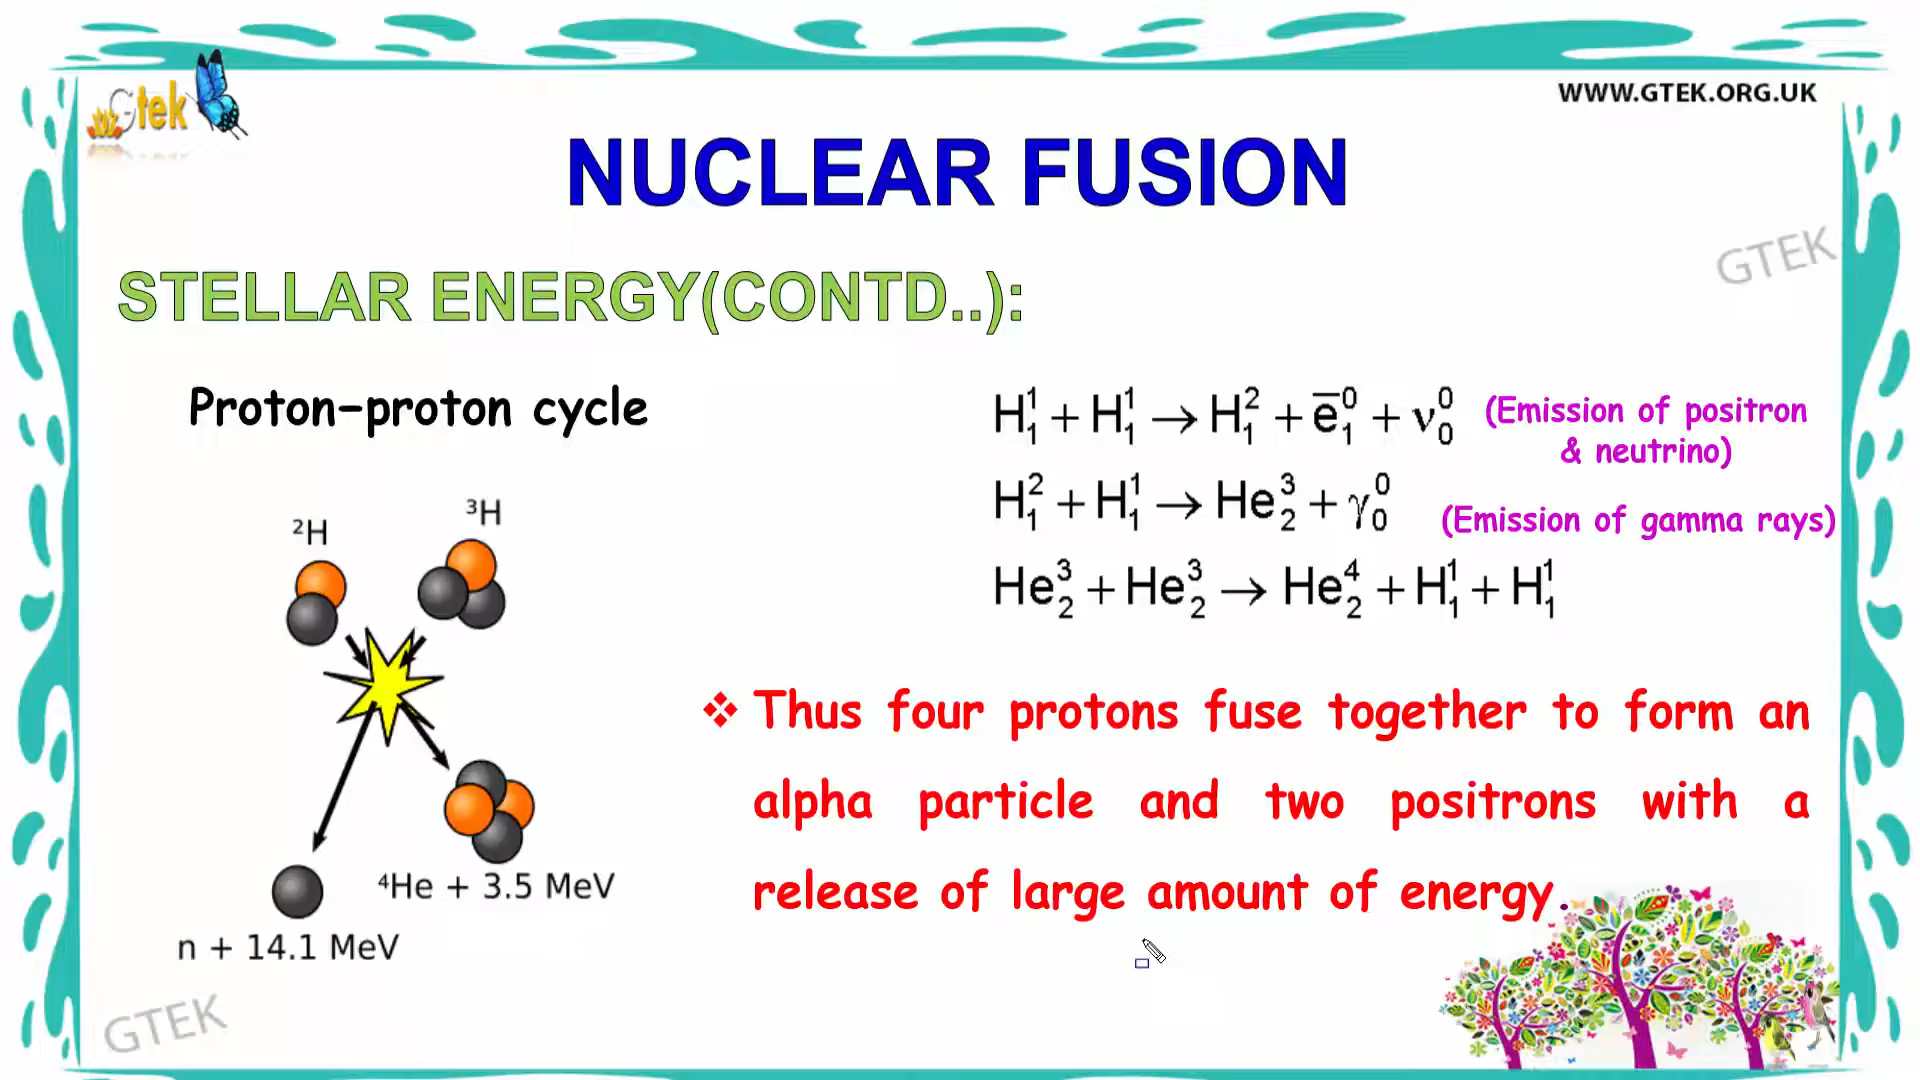 Gtek
WWW.GTEK.ORG.UK
NUCLEAR FUSION
GTEK
STELLAR ENERGY(CONTD..):
Proton–proton cycle
H₁¹ + H₁¹ → H₁² + e̅₁⁰ + ν₀⁰ (Emission of positron
& neutrino)
H₁² + H₁¹ → He₂³ + γ₀⁰ (Emission of gamma rays)
He₂³ + He₂³ → He₂⁴ + H₁¹ + H₁¹
²H
³H
❖ Thus four protons fuse together to form an
alpha particle and two positrons with a
release of large amount of energy.
⁴He + 3.5 MeV
n + 14.1 MeV
GTEK